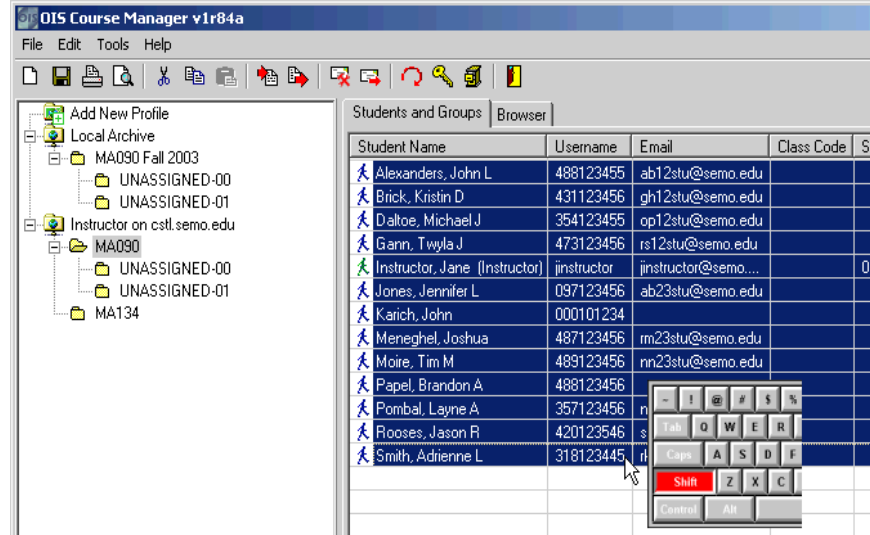 OIS Course Manager v1r84a
File Edit Tools Help
Add New Profile
Local Archive
MA090 Fall 2003
UNASSIGNED-00
UNASSIGNED-01
Instructor on cstl.semo.edu
MA090
UNASSIGNED-00
UNASSIGNED-01
MA134
Students and Groups Browser
Student Name Username Email Class Code S
Alexanders, John L 488123455 ab12stu@semo.edu
Brick, Kristin D 431123456 gh12stu@semo.edu
Daltoe, Michael J 354123455 op12stu@semo.edu
Gann, Twyla J 473123456 rs12stu@semo.edu
Instructor, Jane (Instructor) jinstructor jinstructor@semo.... 0
Jones, Jennifer L 097123456 ab23stu@semo.edu
Karich, John 000101234
Meneghel, Joshua 487123456 rm23stu@semo.edu
Moire, Tim M 489123456 nn23stu@semo.edu
Papel, Brandon A 488123456
Pombal, Layne A 357123456 n
Rooses, Jason R 420123546 s
Smith, Adrienne L 318123445
~ ! @ # $ %
Tab Q W E R
Caps A S D F
Shift Z X C
Control Alt